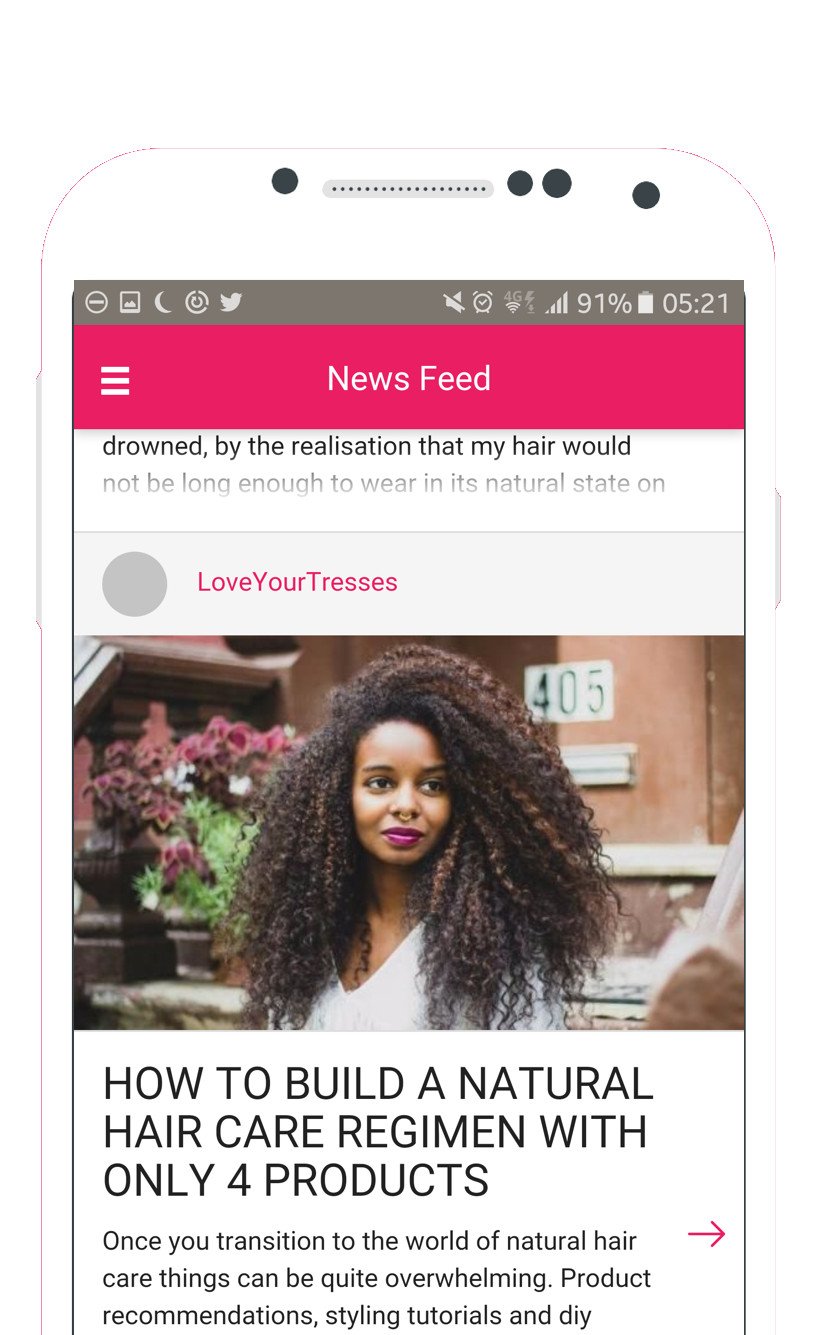 4G 91% 05:21
News Feed
drowned, by the realisation that my hair would
not be long enough to wear in its natural state on
LoveYourTresses
405
HOW TO BUILD A NATURAL
HAIR CARE REGIMEN WITH
ONLY 4 PRODUCTS
Once you transition to the world of natural hair
care things can be quite overwhelming. Product
recommendations, styling tutorials and diy